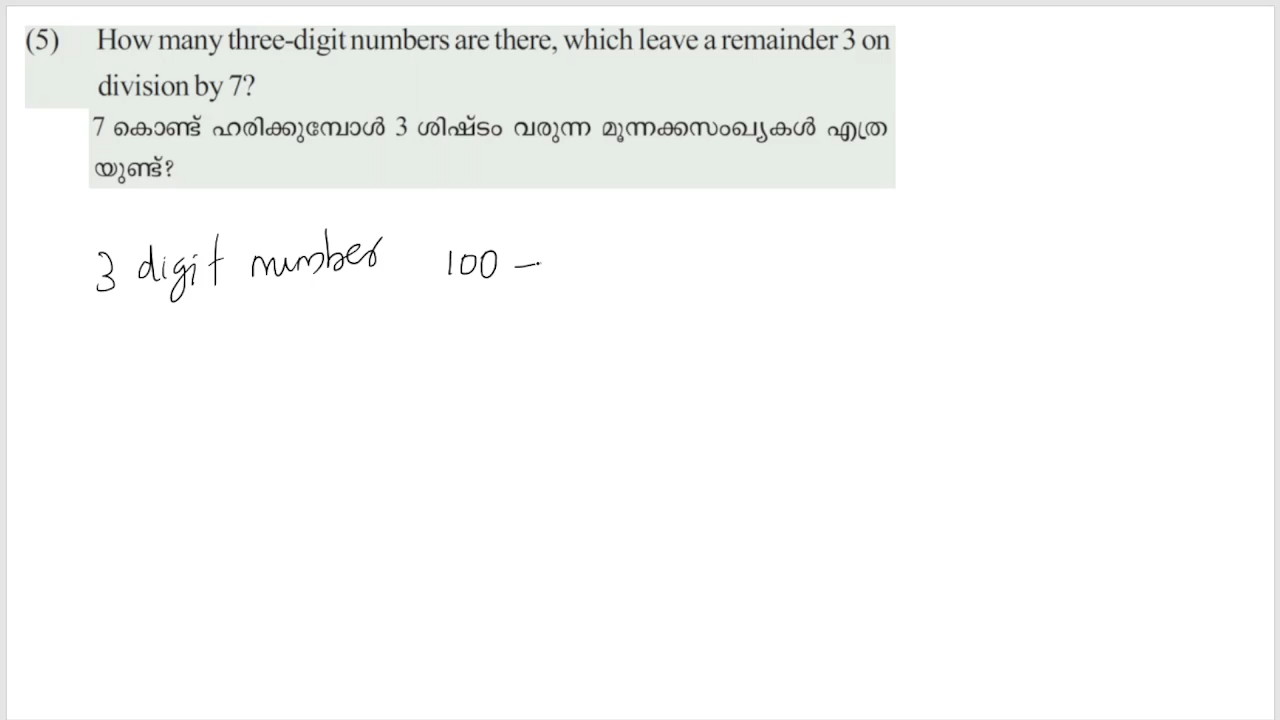 (5) How many three-digit numbers are there, which leave a remainder 3 on
division by 7?
7 കൊണ്ട് ഹരിക്കുമ്പോൾ 3 ശിഷ്ടം വരുന്ന മൂന്നക്കസംഖ്യകൾ എത്ര
യുണ്ട്?
3 digit number 100 –